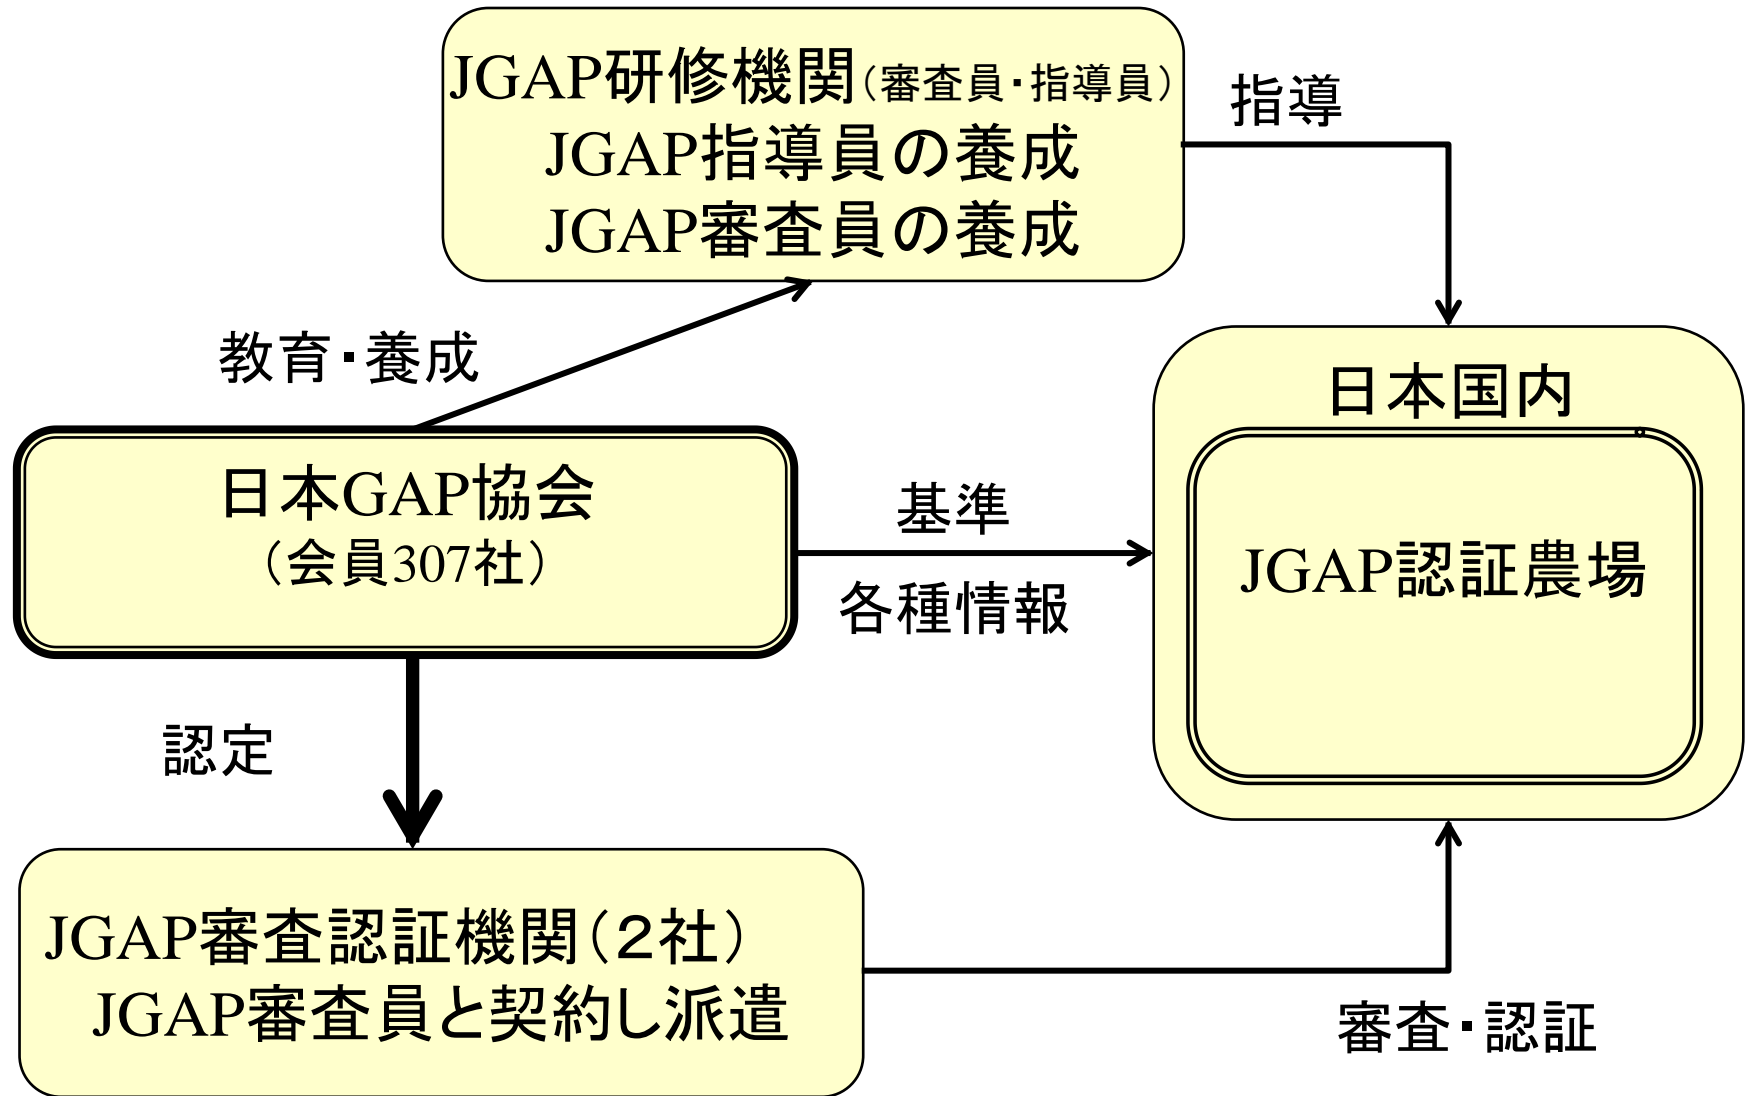 JGAP研修機関（審査員・指導員）
JGAP指導員の養成
JGAP審査員の養成
指導
教育・養成
日本国内
日本GAP協会
（会員307社）
基準
各種情報
JGAP認証農場
認定
JGAP審査認証機関（２社）
JGAP審査員と契約し派遣
審査・認証